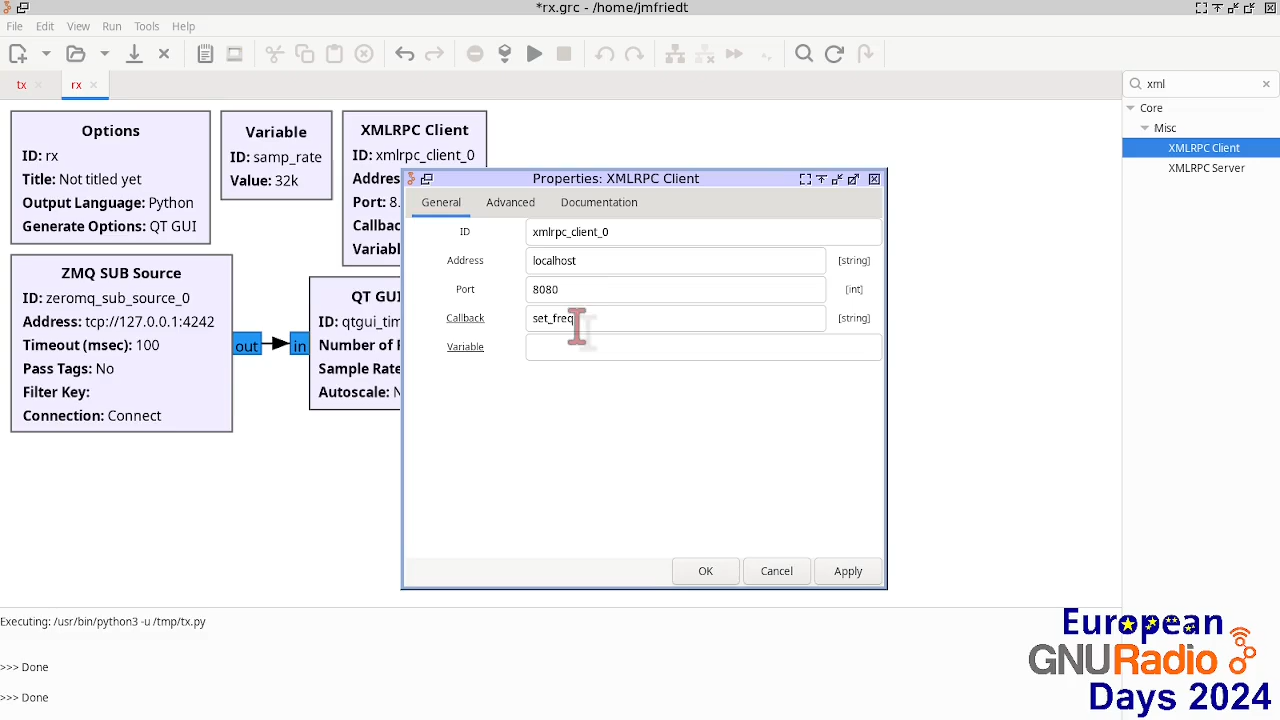 *rx.grc - /home/jmfriedt
File Edit View Run Tools Help
tx rx
xml
Core
Misc
XMLRPC Client
XMLRPC Server
Options
ID: rx
Title: Not titled yet
Output Language: Python
Generate Options: QT GUI
Variable
ID: samp_rate
Value: 32k
XMLRPC Client
ID: xmlrpc_client_0
Addres
Port: 8.
Callbac
Variabl
ZMQ SUB Source
ID: zeromq_sub_source_0
Address: tcp://127.0.0.1:4242
Timeout (msec): 100
Pass Tags: No
Filter Key:
Connection: Connect
out
in
QT GUI
ID: qtgui_tim
Number of
Sample Rate
Autoscale:
Properties: XMLRPC Client
General Advanced Documentation
ID xmlrpc_client_0
Address localhost [string]
Port 8080 [int]
Callback set_freq [string]
Variable
OK Cancel Apply
Executing: /usr/bin/python3 -u /tmp/tx.py
>>> Done
>>> Done
European
GNURadio
Days 2024